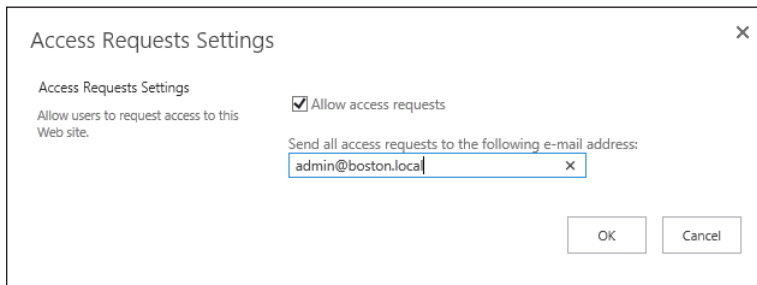 Access Requests Settings
Access Requests Settings
Allow users to request access to this
Web site.
Allow access requests
Send all access requests to the following e-mail address:
admin@boston.local
OK
Cancel